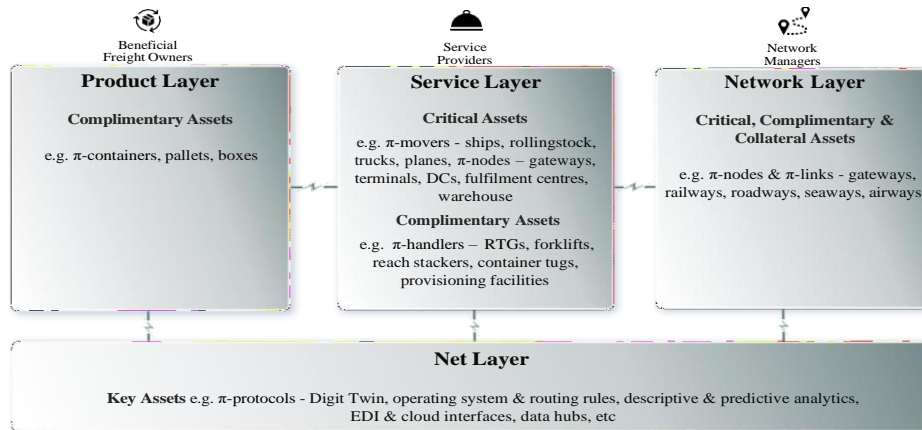 Beneficial
Freight Owners
Product Layer
Complimentary Assets
e.g. π-containers, pallets, boxes
Service
Providers
Service Layer
Critical Assets
e.g. π-movers - ships, rollingstock,
trucks, planes, π-nodes – gateways,
terminals, DCs, fulfilment centres,
warehouse
Complimentary Assets
e.g. π-handlers – RTGs, forklifts,
reach stackers, container tugs,
provisioning facilities
Network
Managers
Network Layer
Critical, Complimentary &
Collateral Assets
e.g. π-nodes & π-links - gateways,
railways, roadways, seaways, airways
Net Layer
Key Assets e.g. π-protocols - Digit Twin, operating system & routing rules, descriptive & predictive analytics,
EDI & cloud interfaces, data hubs, etc